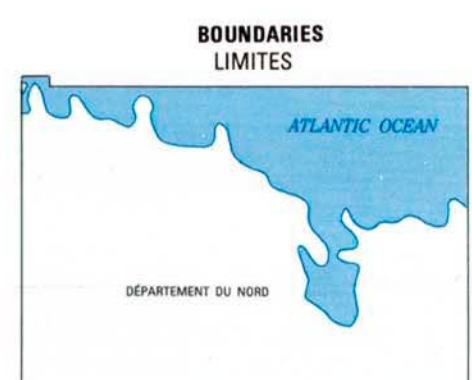 BOUNDARIES
LIMITES
ATLANTIC OCEAN
DÉPARTEMENT DU NORD